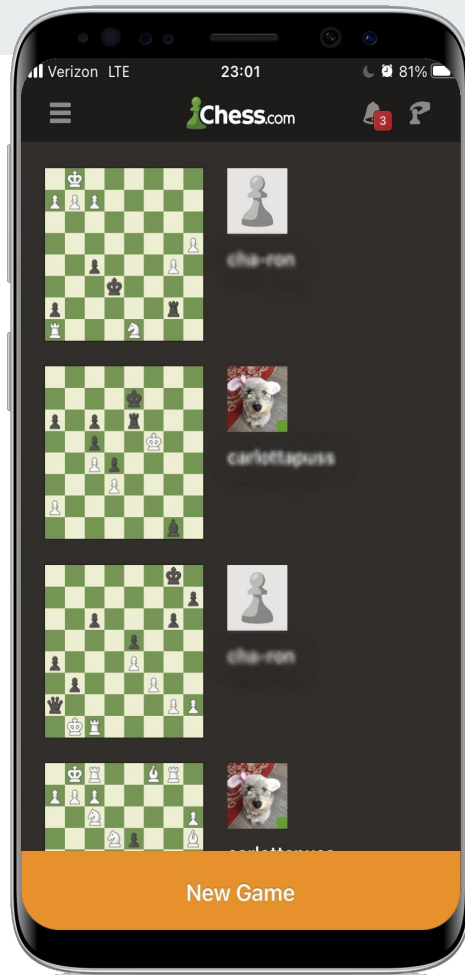 Verizon LTE 23:01 81%
Chess.com
3
cha-ron
carlottapuss
cha-ron
New Game